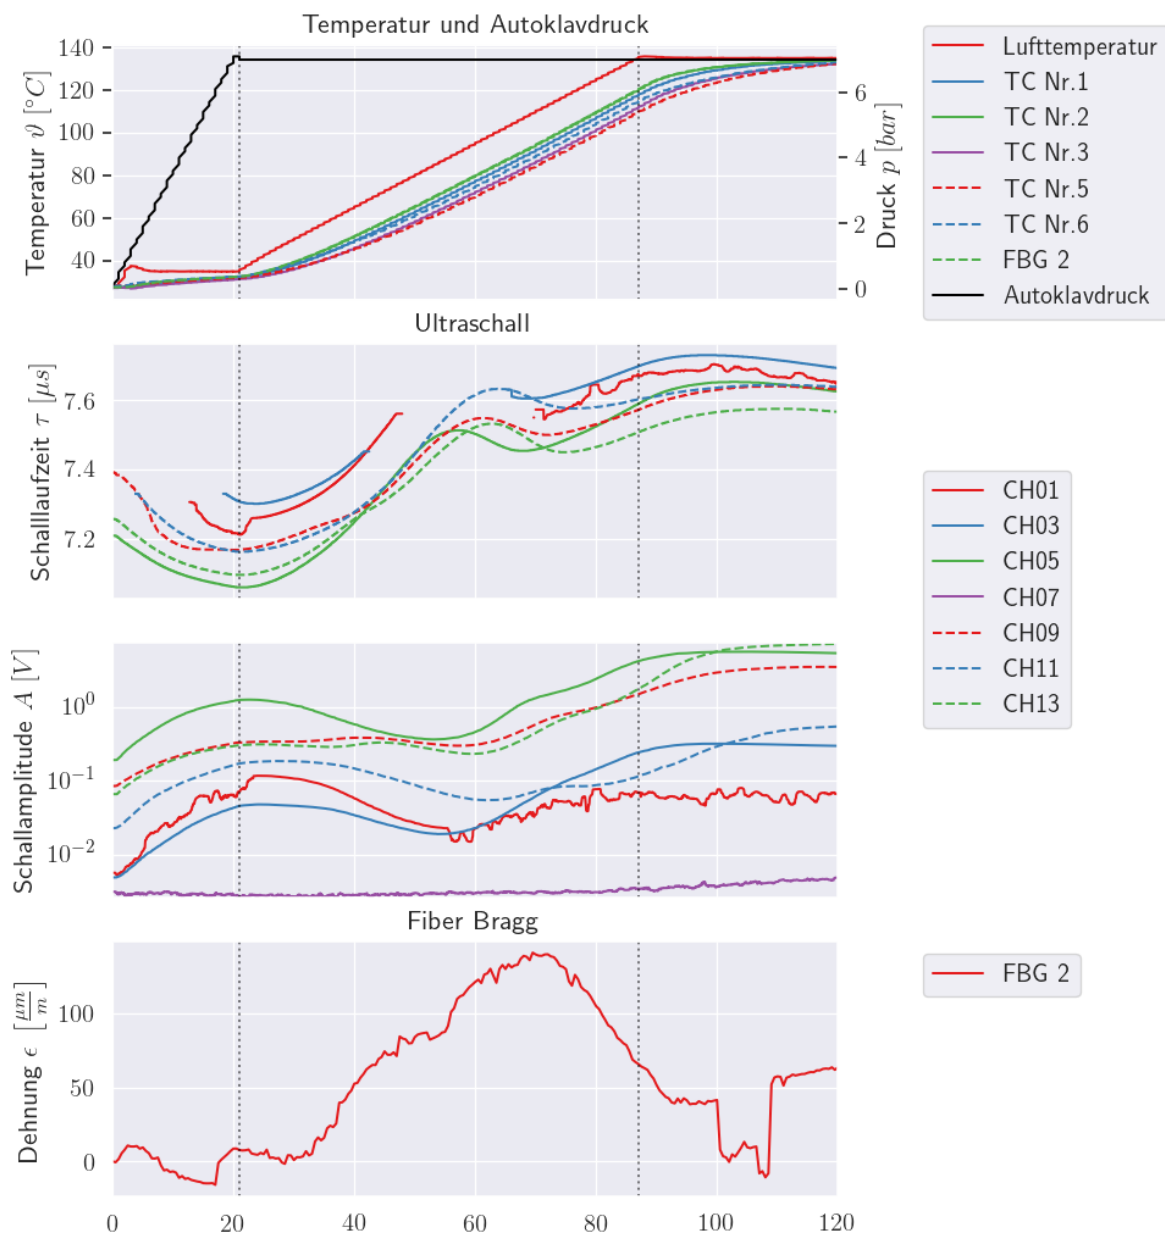 Temperatur und Autoklavdruck
Temperatur ϑ [°C]
140
120
100
80
60
40
Druck p [bar]
6
4
2
0
Lufttemperatur
TC Nr.1
TC Nr.2
TC Nr.3
TC Nr.5
TC Nr.6
FBG 2
Autoklavdruck
Ultraschall
Schalllaufzeit τ [μs]
7.6
7.4
7.2
CH01
CH03
CH05
CH07
CH09
CH11
CH13
Schallamplitude A [V]
10⁰
10⁻¹
10⁻²
Fiber Bragg
Dehnung ϵ [μm/m]
100
50
0
FBG 2
0 20 40 60 80 100 120